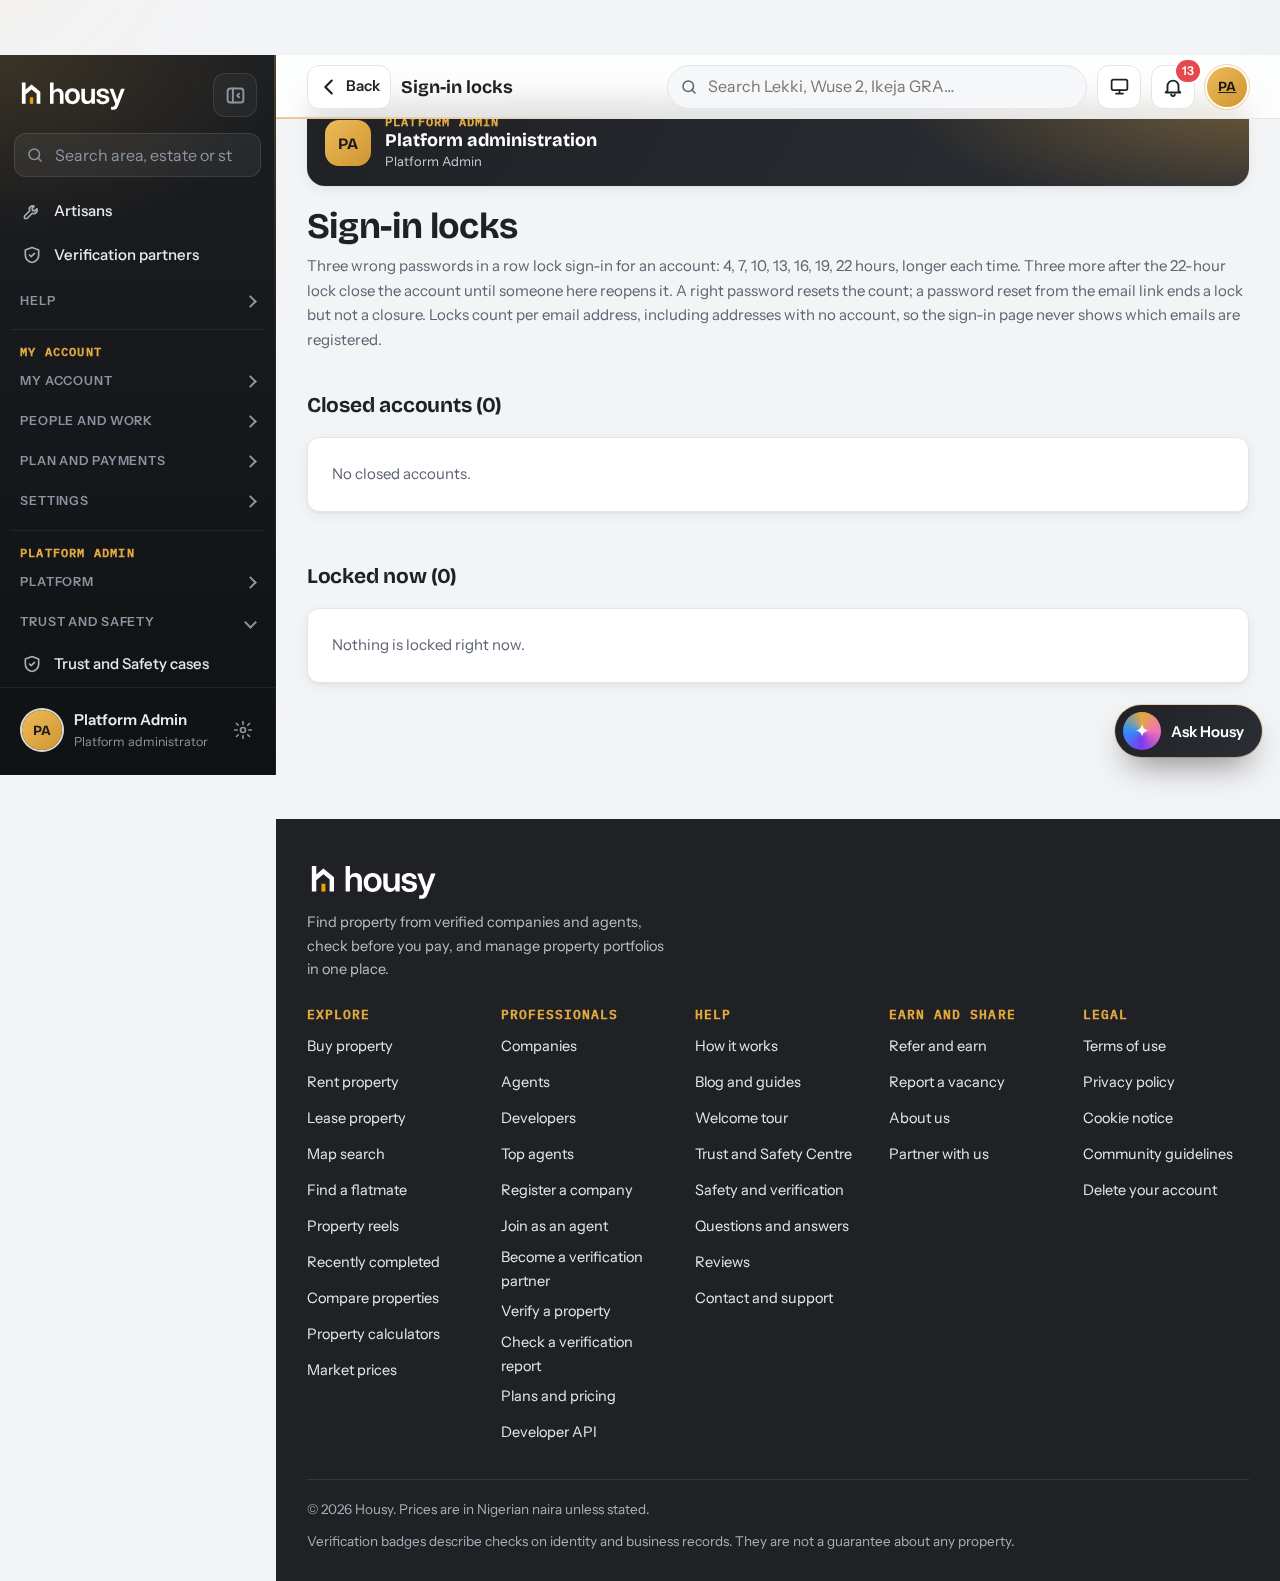 housy
Search area, estate or st
Artisans
Verification partners
HELP
MY ACCOUNT
MY ACCOUNT
PEOPLE AND WORK
PLAN AND PAYMENTS
SETTINGS
PLATFORM ADMIN
PLATFORM
TRUST AND SAFETY
Trust and Safety cases
PA
Platform Admin
Platform administrator
Back
Sign-in locks
Search Lekki, Wuse 2, Ikeja GRA...
13
PA
PA
PLATFORM ADMIN
Platform administration
Platform Admin
Sign-in locks
Three wrong passwords in a row lock sign-in for an account: 4, 7, 10, 13, 16, 19, 22 hours, longer each time. Three more after the 22-hour
lock close the account until someone here reopens it. A right password resets the count; a password reset from the email link ends a lock
but not a closure. Locks count per email address, including addresses with no account, so the sign-in page never shows which emails are
registered.
Closed accounts (0)
No closed accounts.
Locked now (0)
Nothing is locked right now.
Ask Housy
housy
Find property from verified companies and agents,
check before you pay, and manage property portfolios
in one place.
EXPLORE
Buy property
Rent property
Lease property
Map search
Find a flatmate
Property reels
Recently completed
Compare properties
Property calculators
Market prices
PROFESSIONALS
Companies
Agents
Developers
Top agents
Register a company
Join as an agent
Become a verification
partner
Verify a property
Check a verification
report
Plans and pricing
Developer API
HELP
How it works
Blog and guides
Welcome tour
Trust and Safety Centre
Safety and verification
Questions and answers
Reviews
Contact and support
EARN AND SHARE
Refer and earn
Report a vacancy
About us
Partner with us
LEGAL
Terms of use
Privacy policy
Cookie notice
Community guidelines
Delete your account
© 2026 Housy. Prices are in Nigerian naira unless stated.
Verification badges describe checks on identity and business records. They are not a guarantee about any property.